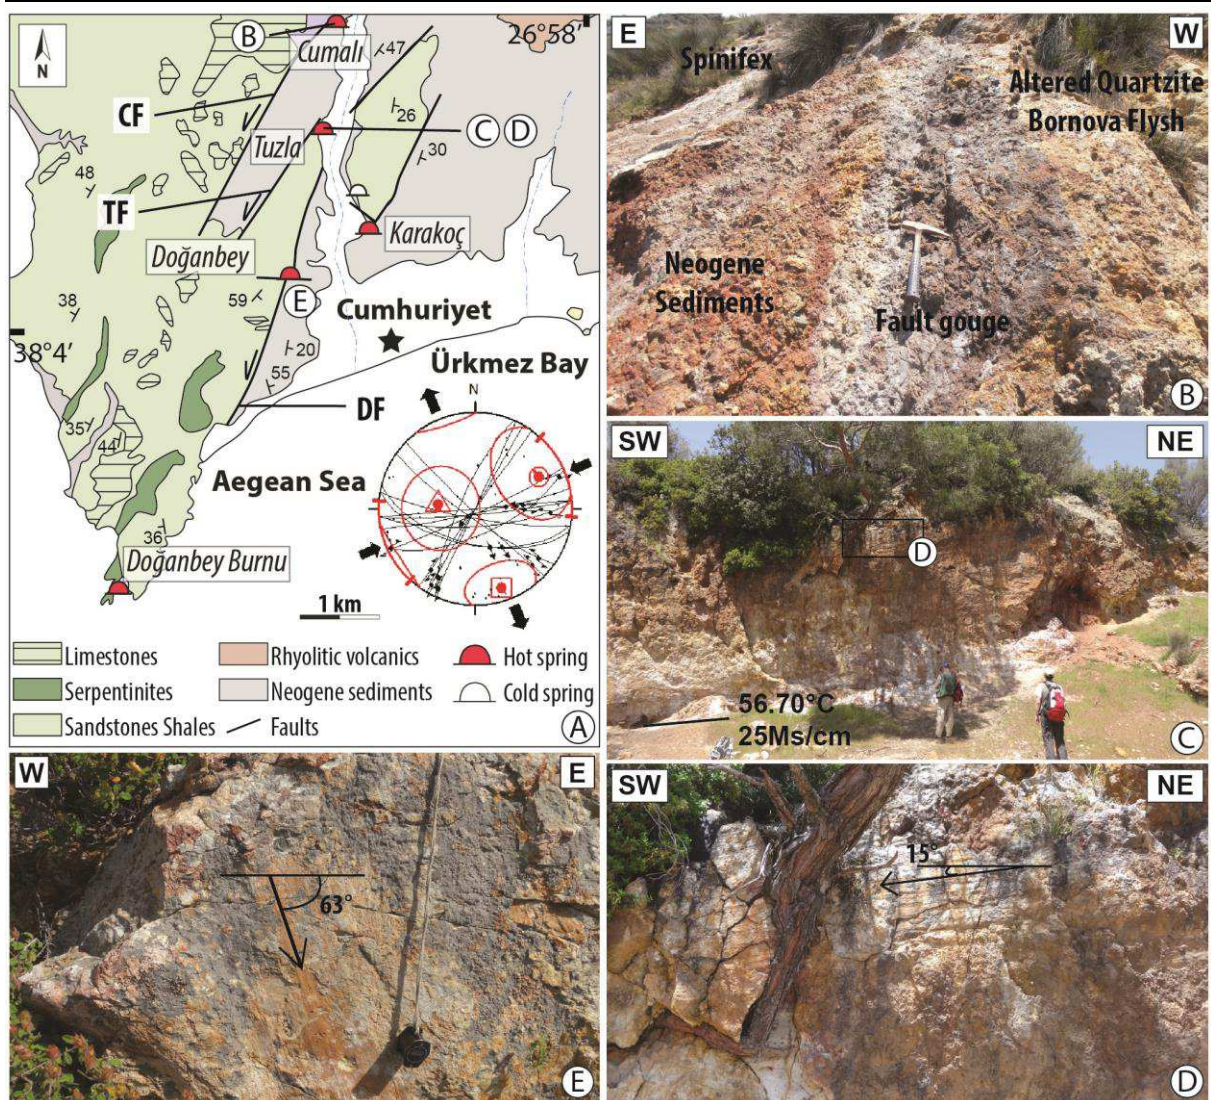 N
B
Cumalı
26°58'
47
CF
26
Tuzla
C D
30
48
TF
Karakoç
Doğanbey
E
59
38
Cumhuriyet
38°4'
20
Ürkmez Bay
55
N
DF
35
44
Aegean Sea
36
Doğanbey Burnu
1 km
Limestones
Rhyolitic volcanics
Hot spring
Serpentinites
Neogene sediments
Cold spring
Sandstones Shales
Faults
A
E
W
Spinifex
Altered Quartzite
Bornova Flysh
Neogene
Sediments
Fault gouge
B
SW
NE
D
56.70°C
25Ms/cm
C
W
E
63°
E
SW
NE
15°
D